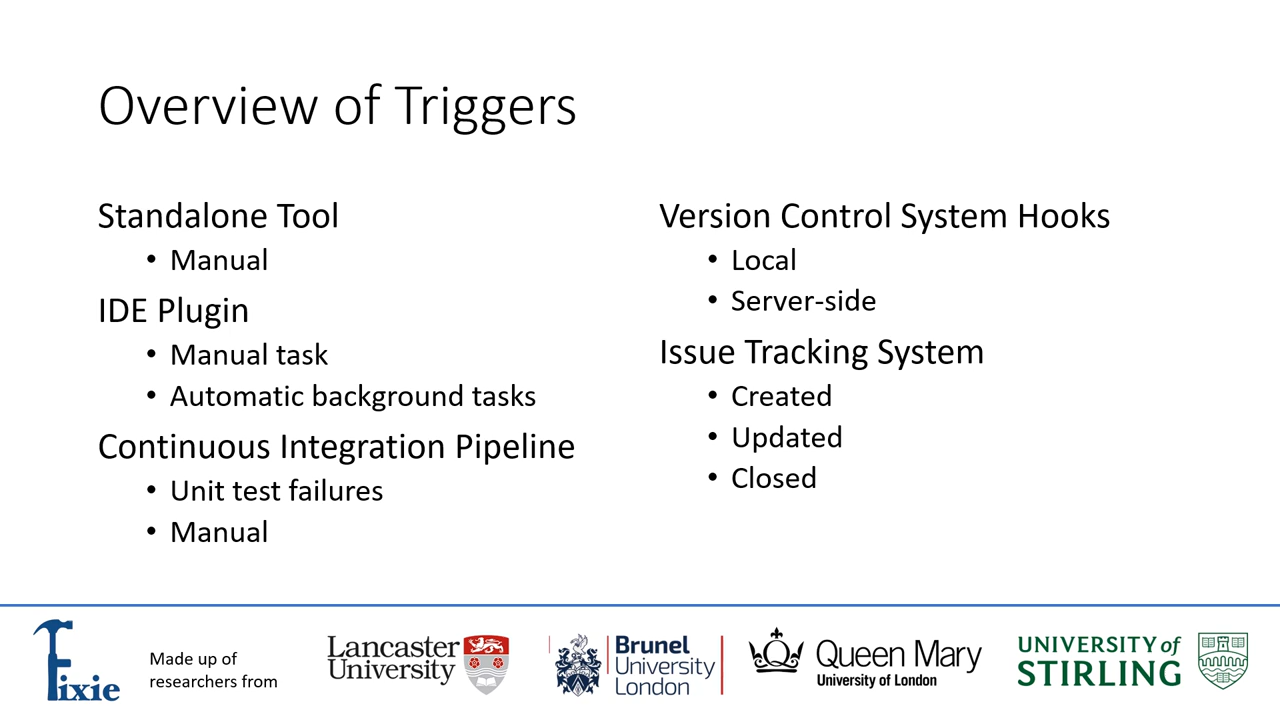 Overview of Triggers
Standalone Tool
• Manual
IDE Plugin
• Manual task
• Automatic background tasks
Continuous Integration Pipeline
• Unit test failures
• Manual
Version Control System Hooks
• Local
• Server-side
Issue Tracking System
• Created
• Updated
• Closed
Fixie
Made up of
researchers from
Lancaster
University
Brunel
University
London
Queen Mary
University of London
UNIVERSITY of
STIRLING